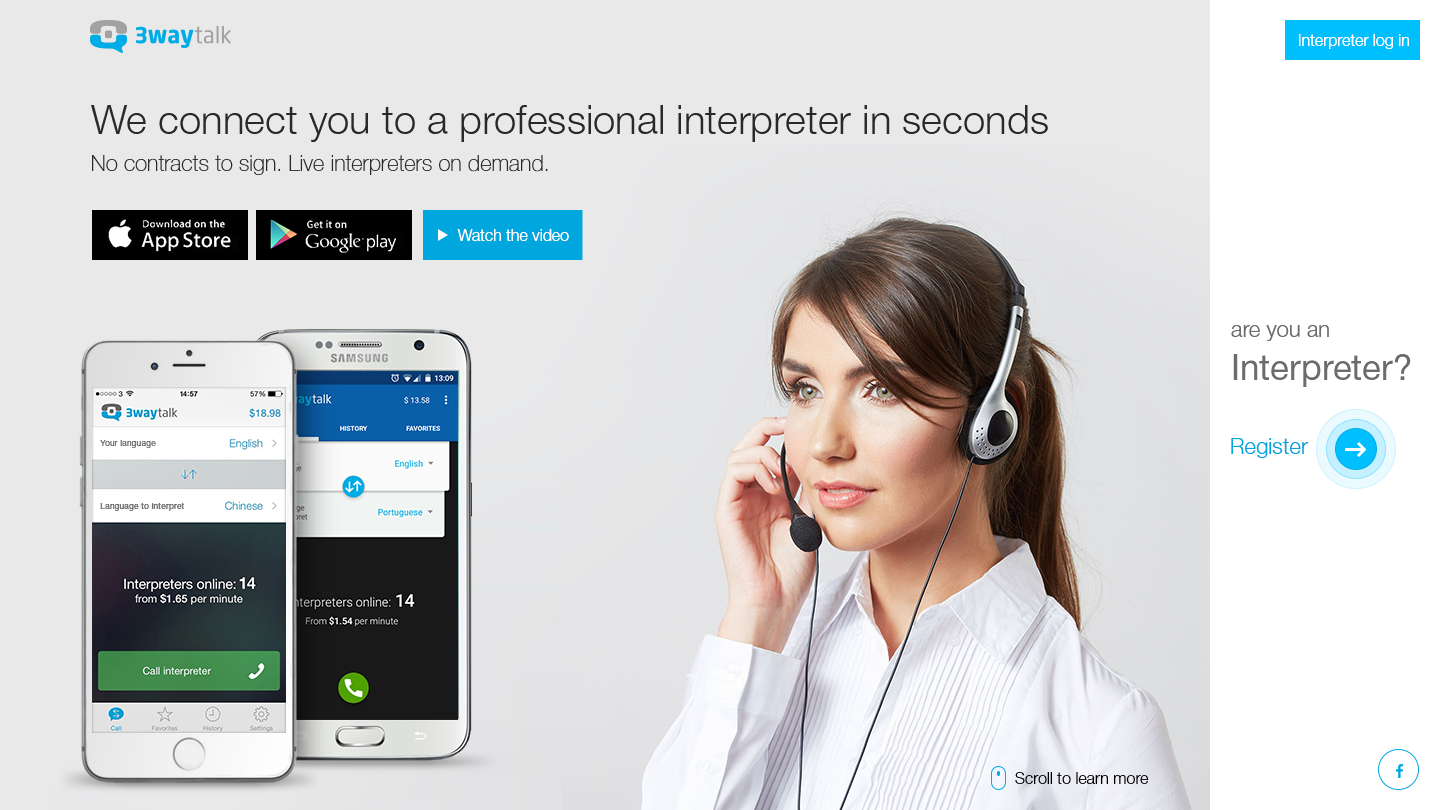 3waytalk
Interpreter log in
We connect you to a professional interpreter in seconds
No contracts to sign. Live interpreters on demand.
Download on the
App Store
Get it on
Google play
Watch the video
SAMSUNG
13:09
aytalk
$ 13.58
HISTORY
FAVORITES
English
Portuguese
nterpreters online: 14
From $1.54 per minute
3
14:57
57%
3waytalk
$18.98
Your language
English
Language to Interpret
Chinese
Interpreters online: 14
from $1.65 per minute
Call interpreter
Call
Favorites
History
Settings
are you an
Interpreter?
Register
Scroll to learn more
f